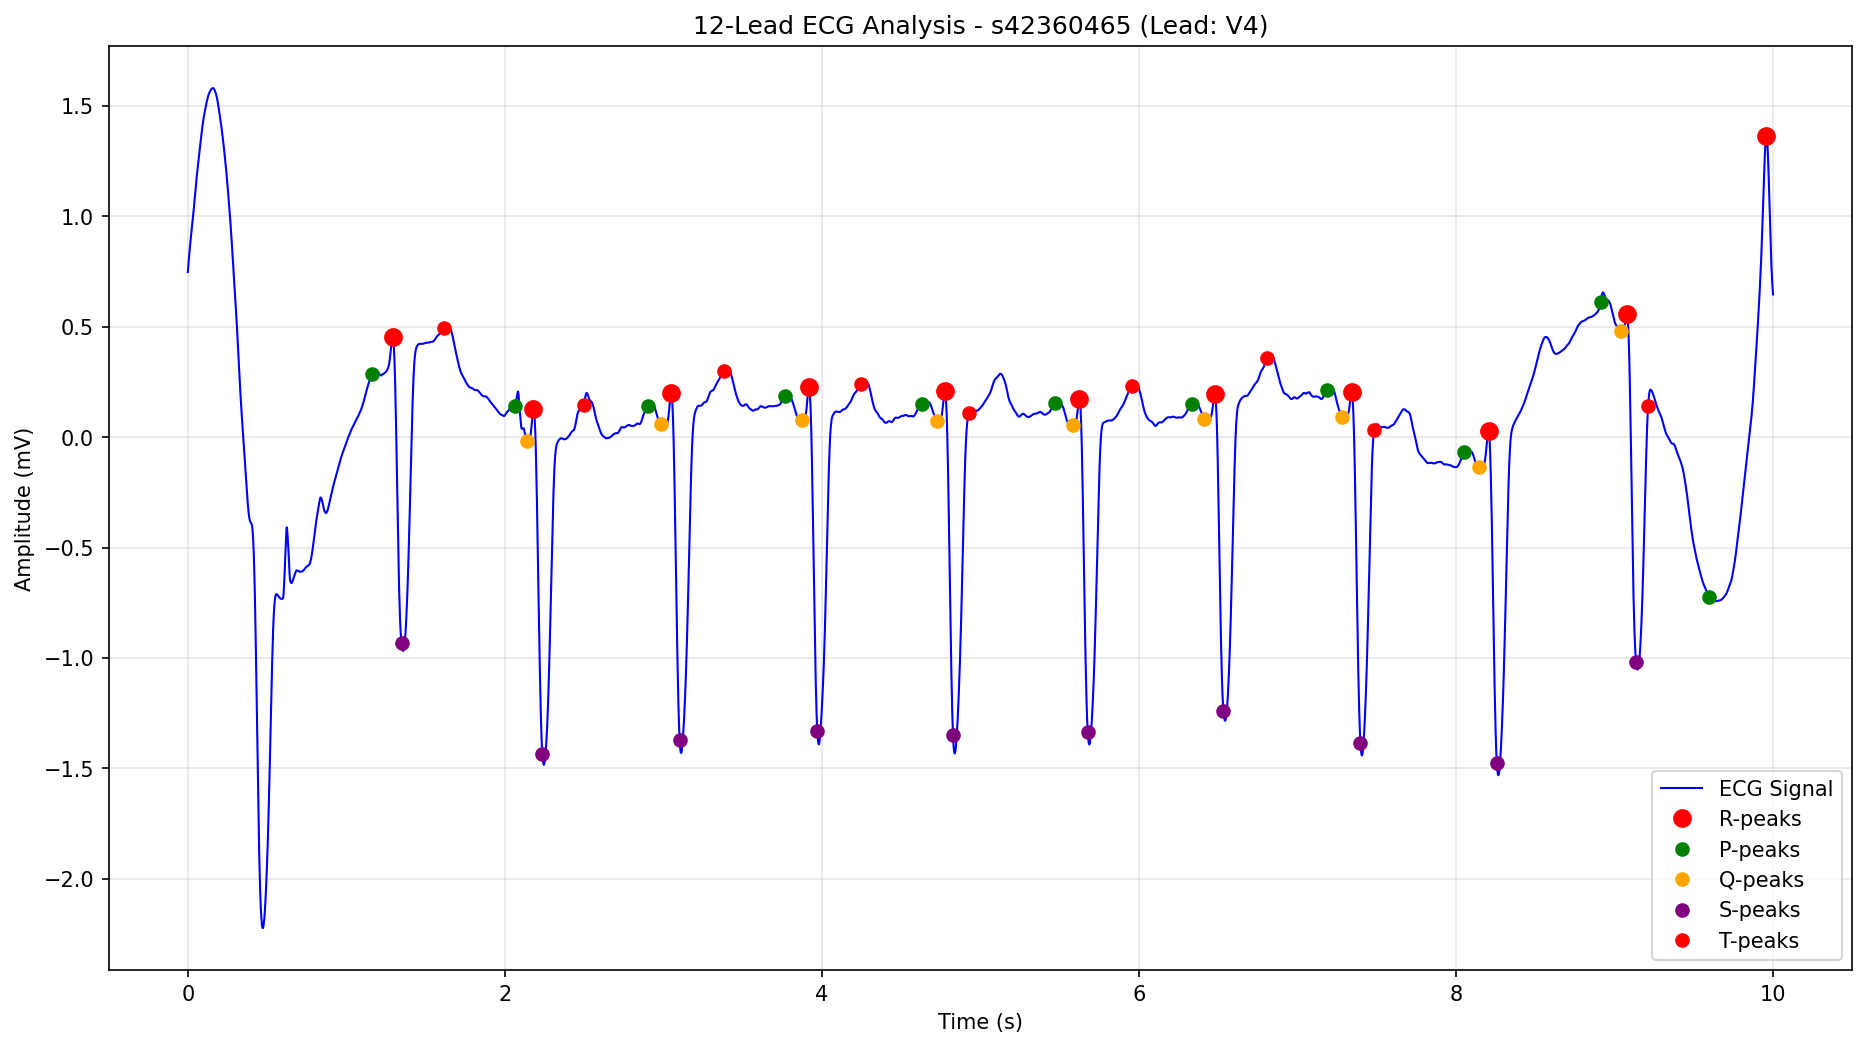 12-Lead ECG Analysis - s42360465 (Lead: V4)
1.5
1.0
0.5
0.0
−0.5
−1.0
−1.5
−2.0
Amplitude (mV)
0
2
4
6
8
10
Time (s)
ECG Signal
R-peaks
P-peaks
Q-peaks
S-peaks
T-peaks